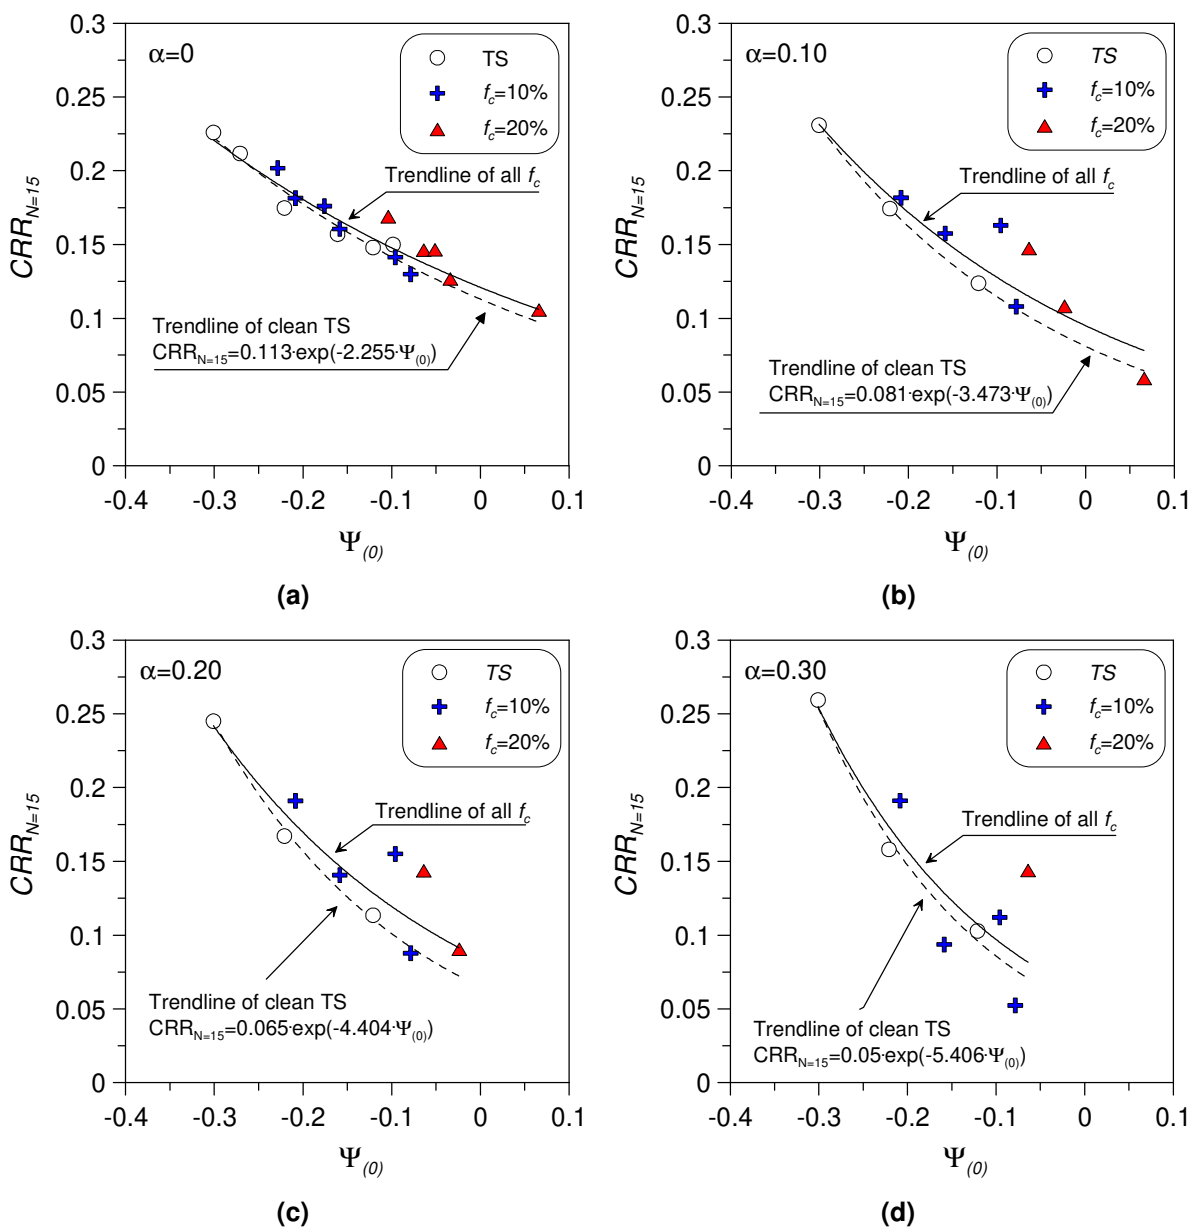 0.3
0.25
0.2
0.15
0.1
0.05
0
CRR_N=15
α=0
TS
f_c=10%
f_c=20%
Trendline of all f_c
Trendline of clean TS
CRR_N=15=0.113·exp(-2.255·Ψ_(0))
-0.4 -0.3 -0.2 -0.1 0 0.1
Ψ_(0)
(a)
0.3
0.25
0.2
0.15
0.1
0.05
0
CRR_N=15
α=0.10
TS
f_c=10%
f_c=20%
Trendline of all f_c
Trendline of clean TS
CRR_N=15=0.081·exp(-3.473·Ψ_(0))
-0.4 -0.3 -0.2 -0.1 0 0.1
Ψ_(0)
(b)
0.3
0.25
0.2
0.15
0.1
0.05
0
CRR_N=15
α=0.20
TS
f_c=10%
f_c=20%
Trendline of all f_c
Trendline of clean TS
CRR_N=15=0.065·exp(-4.404·Ψ_(0))
-0.4 -0.3 -0.2 -0.1 0 0.1
Ψ_(0)
(c)
0.3
0.25
0.2
0.15
0.1
0.05
0
CRR_N=15
α=0.30
TS
f_c=10%
f_c=20%
Trendline of all f_c
Trendline of clean TS
CRR_N=15=0.05·exp(-5.406·Ψ_(0))
-0.4 -0.3 -0.2 -0.1 0 0.1
Ψ_(0)
(d)